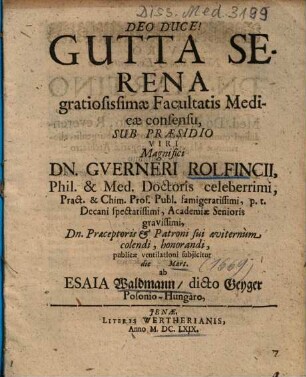 Diss. Med 3199
DEO DUCE!
GUTTA SE-
RENA
gratiosissimæ Facultatis Medi-
cæ consensu,
SUB PRÆSIDIO
VIRI
Magnifici
DN. GVERNERI ROLFINCII,
Phil. & Med. Doctoris celeberrimi,
Pract. & Chim. Prof. Publ. famigeratissimi, p. t.
Decani spectatissimi, Academiæ Senioris
gravissimi,
Dn. Præceptoris & Patroni sui æviternum
colendi, honorandi,
publicæ ventilationi subjicitur
die Mart. (1669)
ab
ESAIA Waldmann/ dicto Geyger
Posonio-Hungaro,
JENÆ,
LITERIS WERTHERIANIS,
Anno M. DC. LXIX.
7